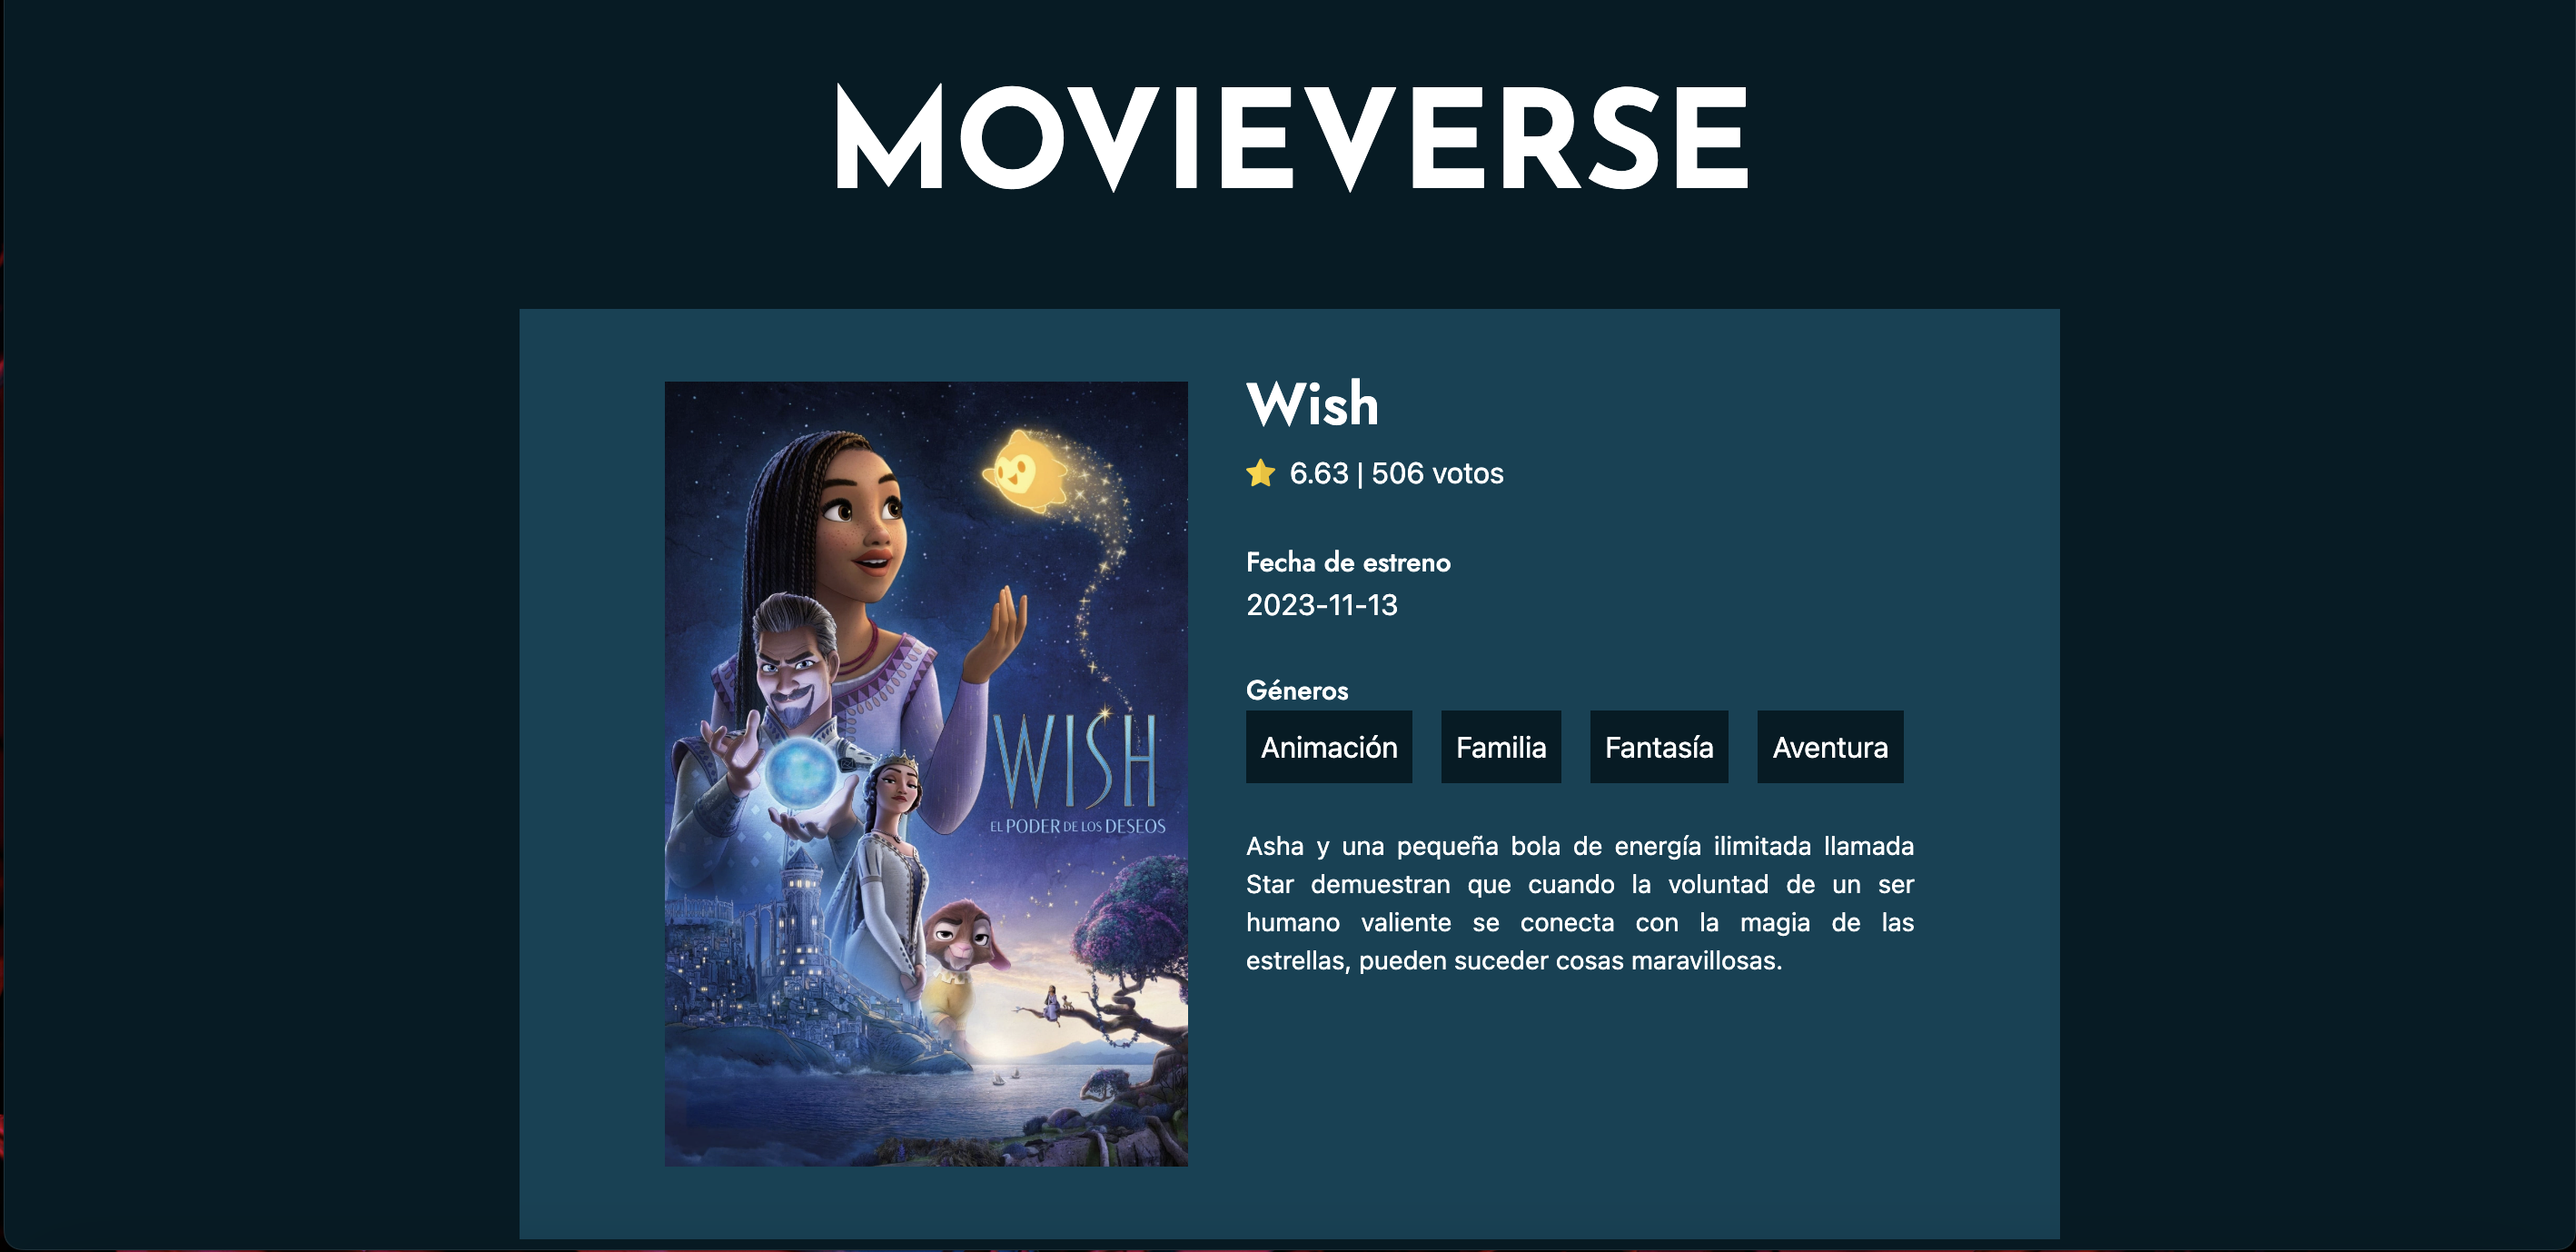 MOVIEVERSE
Wish
6.63 | 506 votos
Fecha de estreno
2023-11-13
Géneros
Animación Familia Fantasía Aventura
Asha y una pequeña bola de energía ilimitada llamada
Star demuestran que cuando la voluntad de un ser
humano valiente se conecta con la magia de las
estrellas, pueden suceder cosas maravillosas.
WISH
EL PODER DE LOS DESEOS